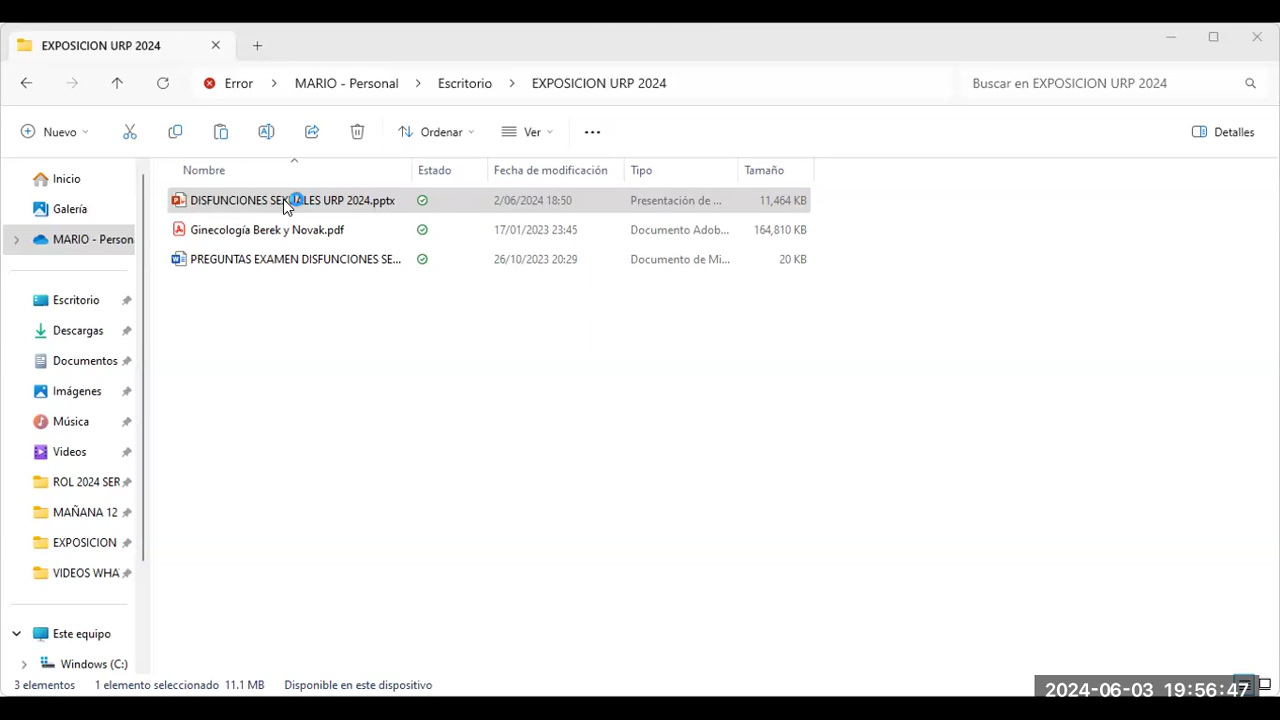 EXPOSICION URP 2024
Error
MARIO - Personal
Escritorio
EXPOSICION URP 2024
Buscar en EXPOSICION URP 2024
Nuevo
Ordenar
Ver
Detalles
Nombre
Estado
Fecha de modificación
Tipo
Tamaño
DISFUNCIONES SEXUALES URP 2024.pptx 2/06/2024 18:50 Presentación de ... 11,464 KB
Ginecología Berek y Novak.pdf 17/01/2023 23:45 Documento Adob... 164,810 KB
PREGUNTAS EXAMEN DISFUNCIONES SE... 26/10/2023 20:29 Documento de Mi... 20 KB
Inicio
Galería
MARIO - Person
Escritorio
Descargas
Documentos
Imágenes
Música
Videos
ROL 2024 SER
MAÑANA 12
EXPOSICION
VIDEOS WHA
Este equipo
Windows (C:)
3 elementos
1 elemento seleccionado 11.1 MB
Disponible en este dispositivo
2024-06-03 19:56:47